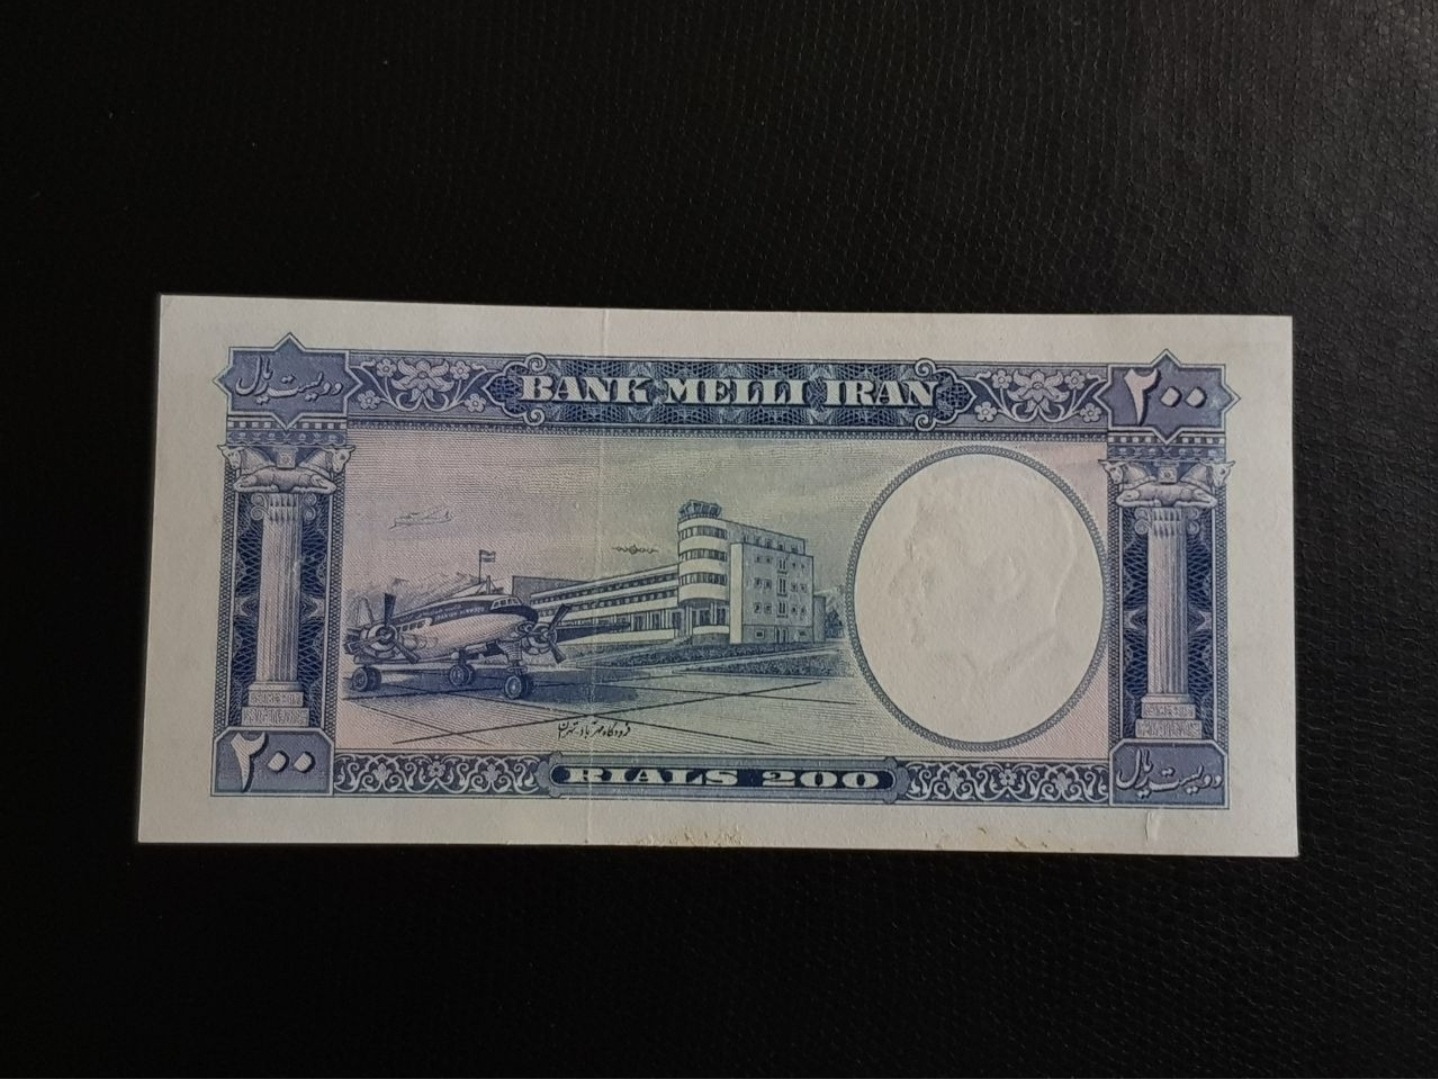 دویست ریال
BANK MELLI IRAN
۲۰۰
فرودگاه مهرآباد تهران
۲۰۰
RIALS 200
دویست ریال